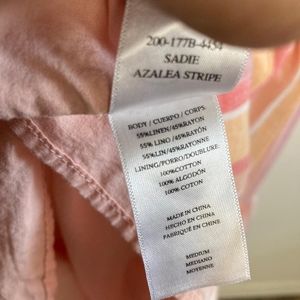 200-177B-4454
SADIE
AZALEA STRIPE
BODY / CUERPO / CORPS:
55%LINEN/45%RAYON
55% LINO /45%RAYÓN
55%LIN/45%RAYONNE
LINING/FORRO/DOUBLURE:
100%COTTON
100% ALGODÓN
100% COTON
MADE IN CHINA
HECHO EN CHINA
FABRIQUÉ EN CHINE
MEDIUM
MEDIANO
MOYENNE